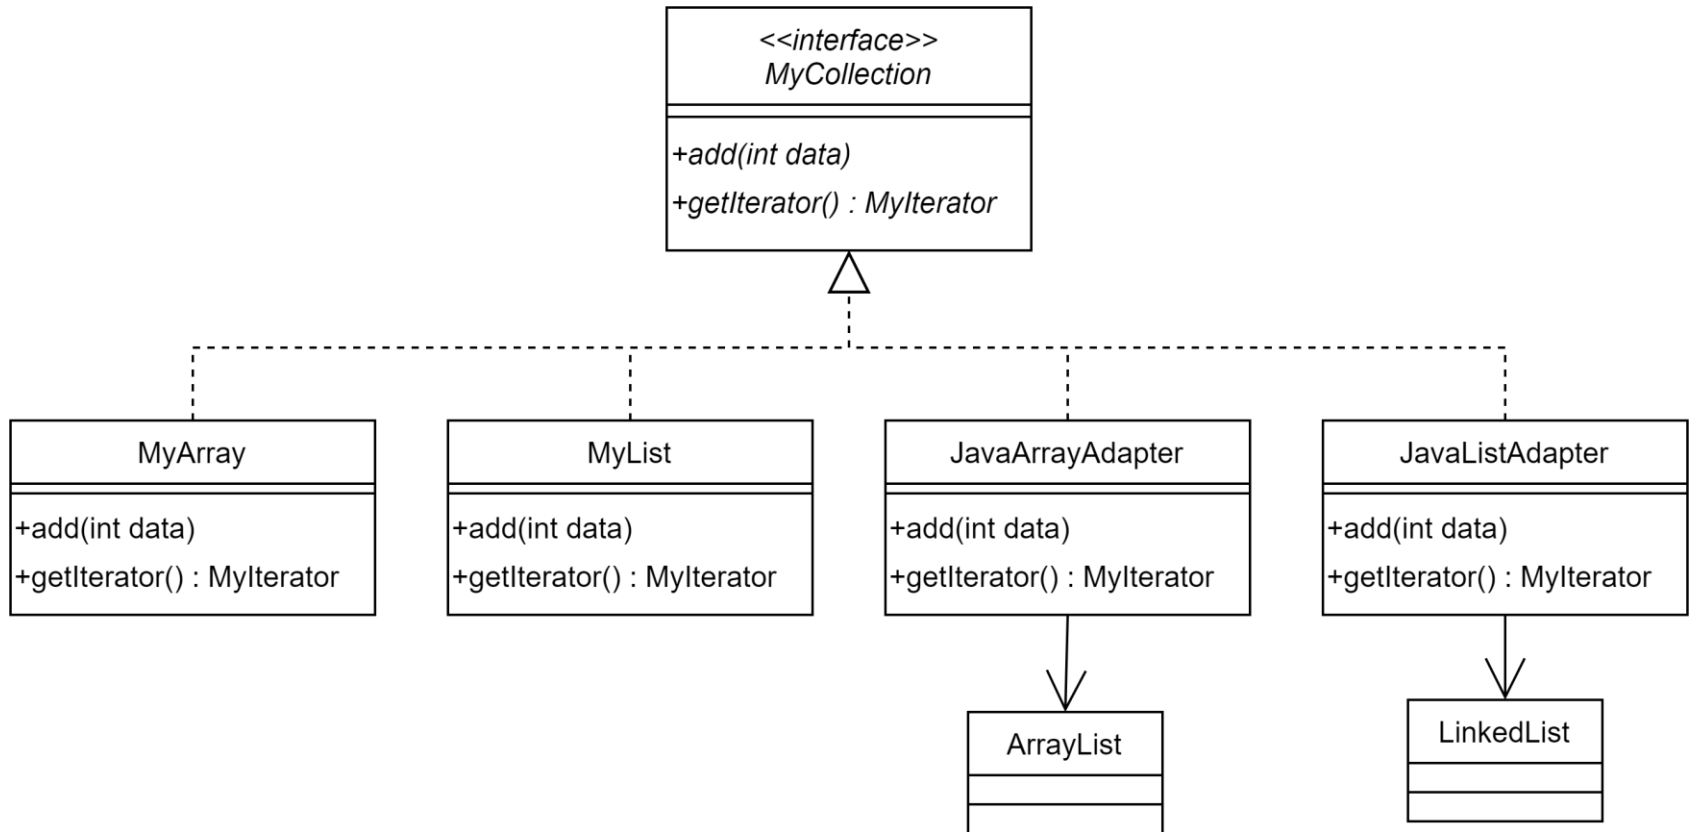 <<interface>>
MyCollection
+add(int data)
+getIterator() : MyIterator
MyArray
+add(int data)
+getIterator() : MyIterator
MyList
+add(int data)
+getIterator() : MyIterator
JavaArrayAdapter
+add(int data)
+getIterator() : MyIterator
JavaListAdapter
+add(int data)
+getIterator() : MyIterator
ArrayList
LinkedList